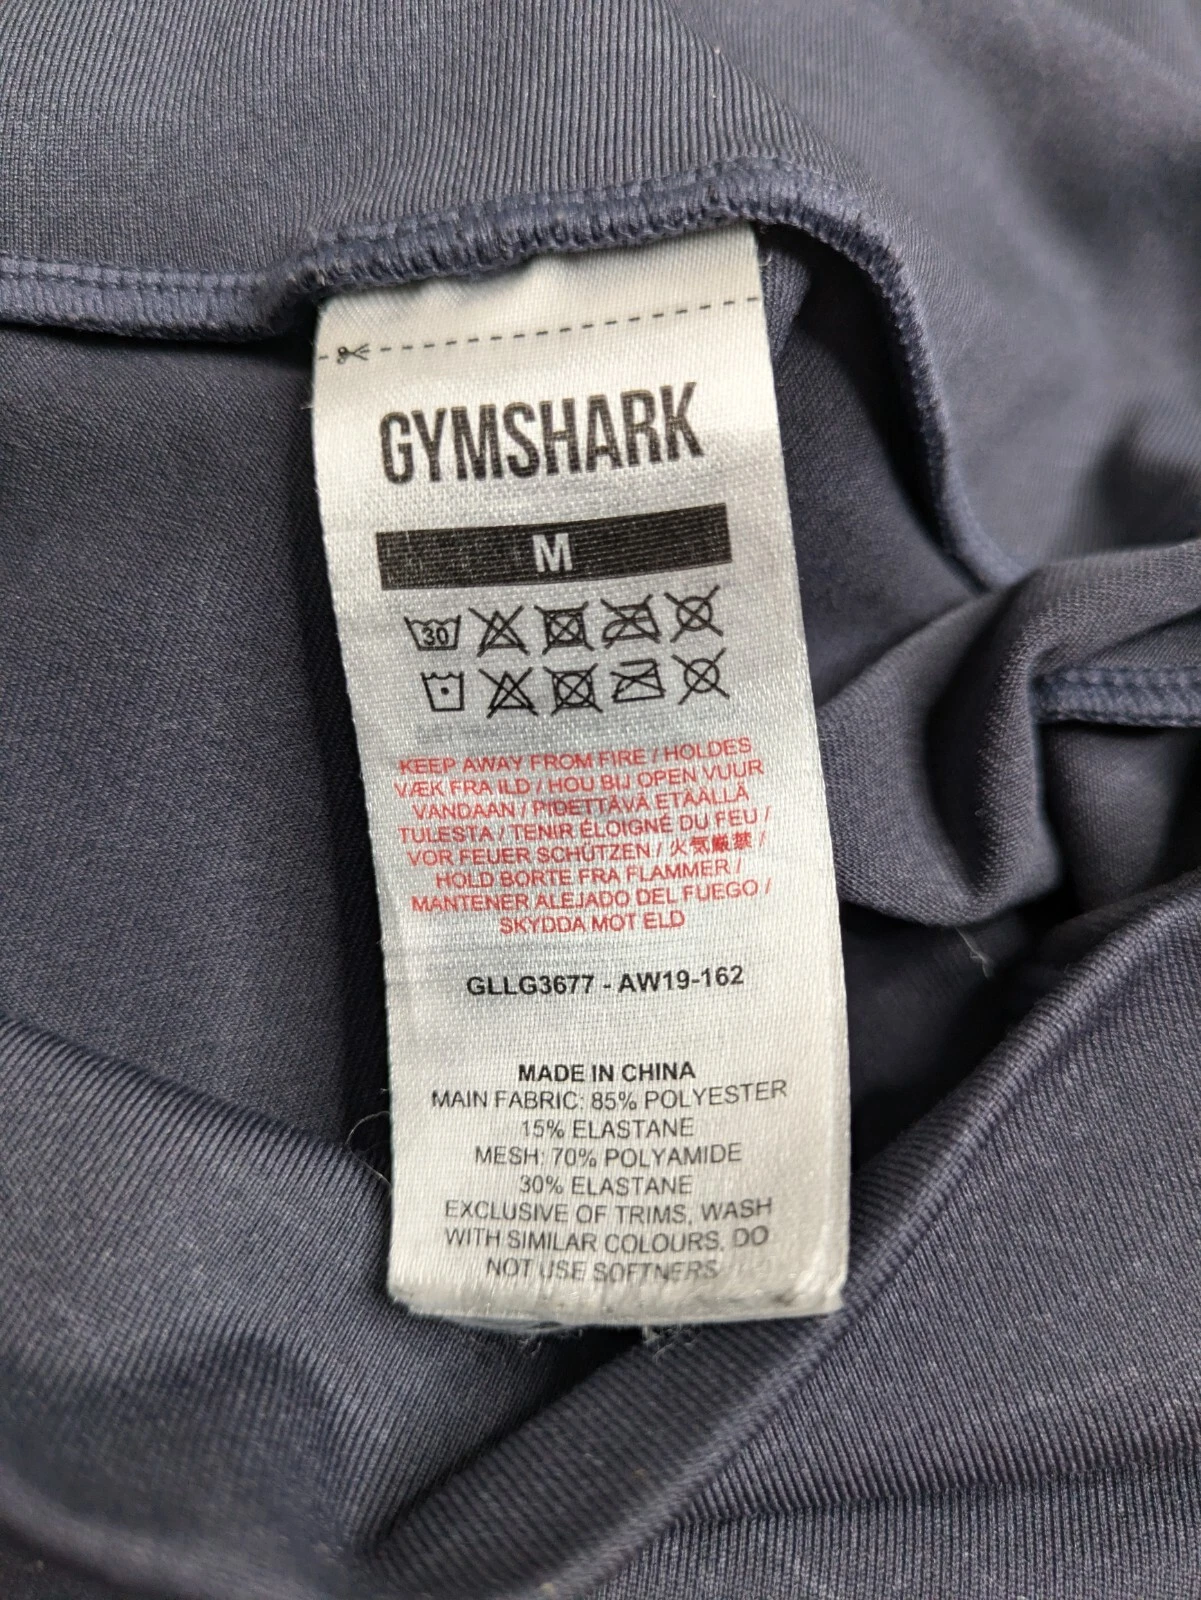 GYMSHARK
M
30
KEEP AWAY FROM FIRE / HOLDES
VÆK FRA ILD / HOU BIJ OPEN VUUR
VANDAAN / PIDETTÄVÄ ETÄÄLLÄ
TULESTA / TENIR ÉLOIGNÉ DU FEU /
VOR FEUER SCHÜTZEN / 火気厳禁 /
HOLD BORTE FRA FLAMMER /
MANTENER ALEJADO DEL FUEGO /
SKYDDA MOT ELD
GLLG3677 - AW19-162
MADE IN CHINA
MAIN FABRIC: 85% POLYESTER
15% ELASTANE
MESH: 70% POLYAMIDE
30% ELASTANE
EXCLUSIVE OF TRIMS, WASH
WITH SIMILAR COLOURS, DO
NOT USE SOFTNERS